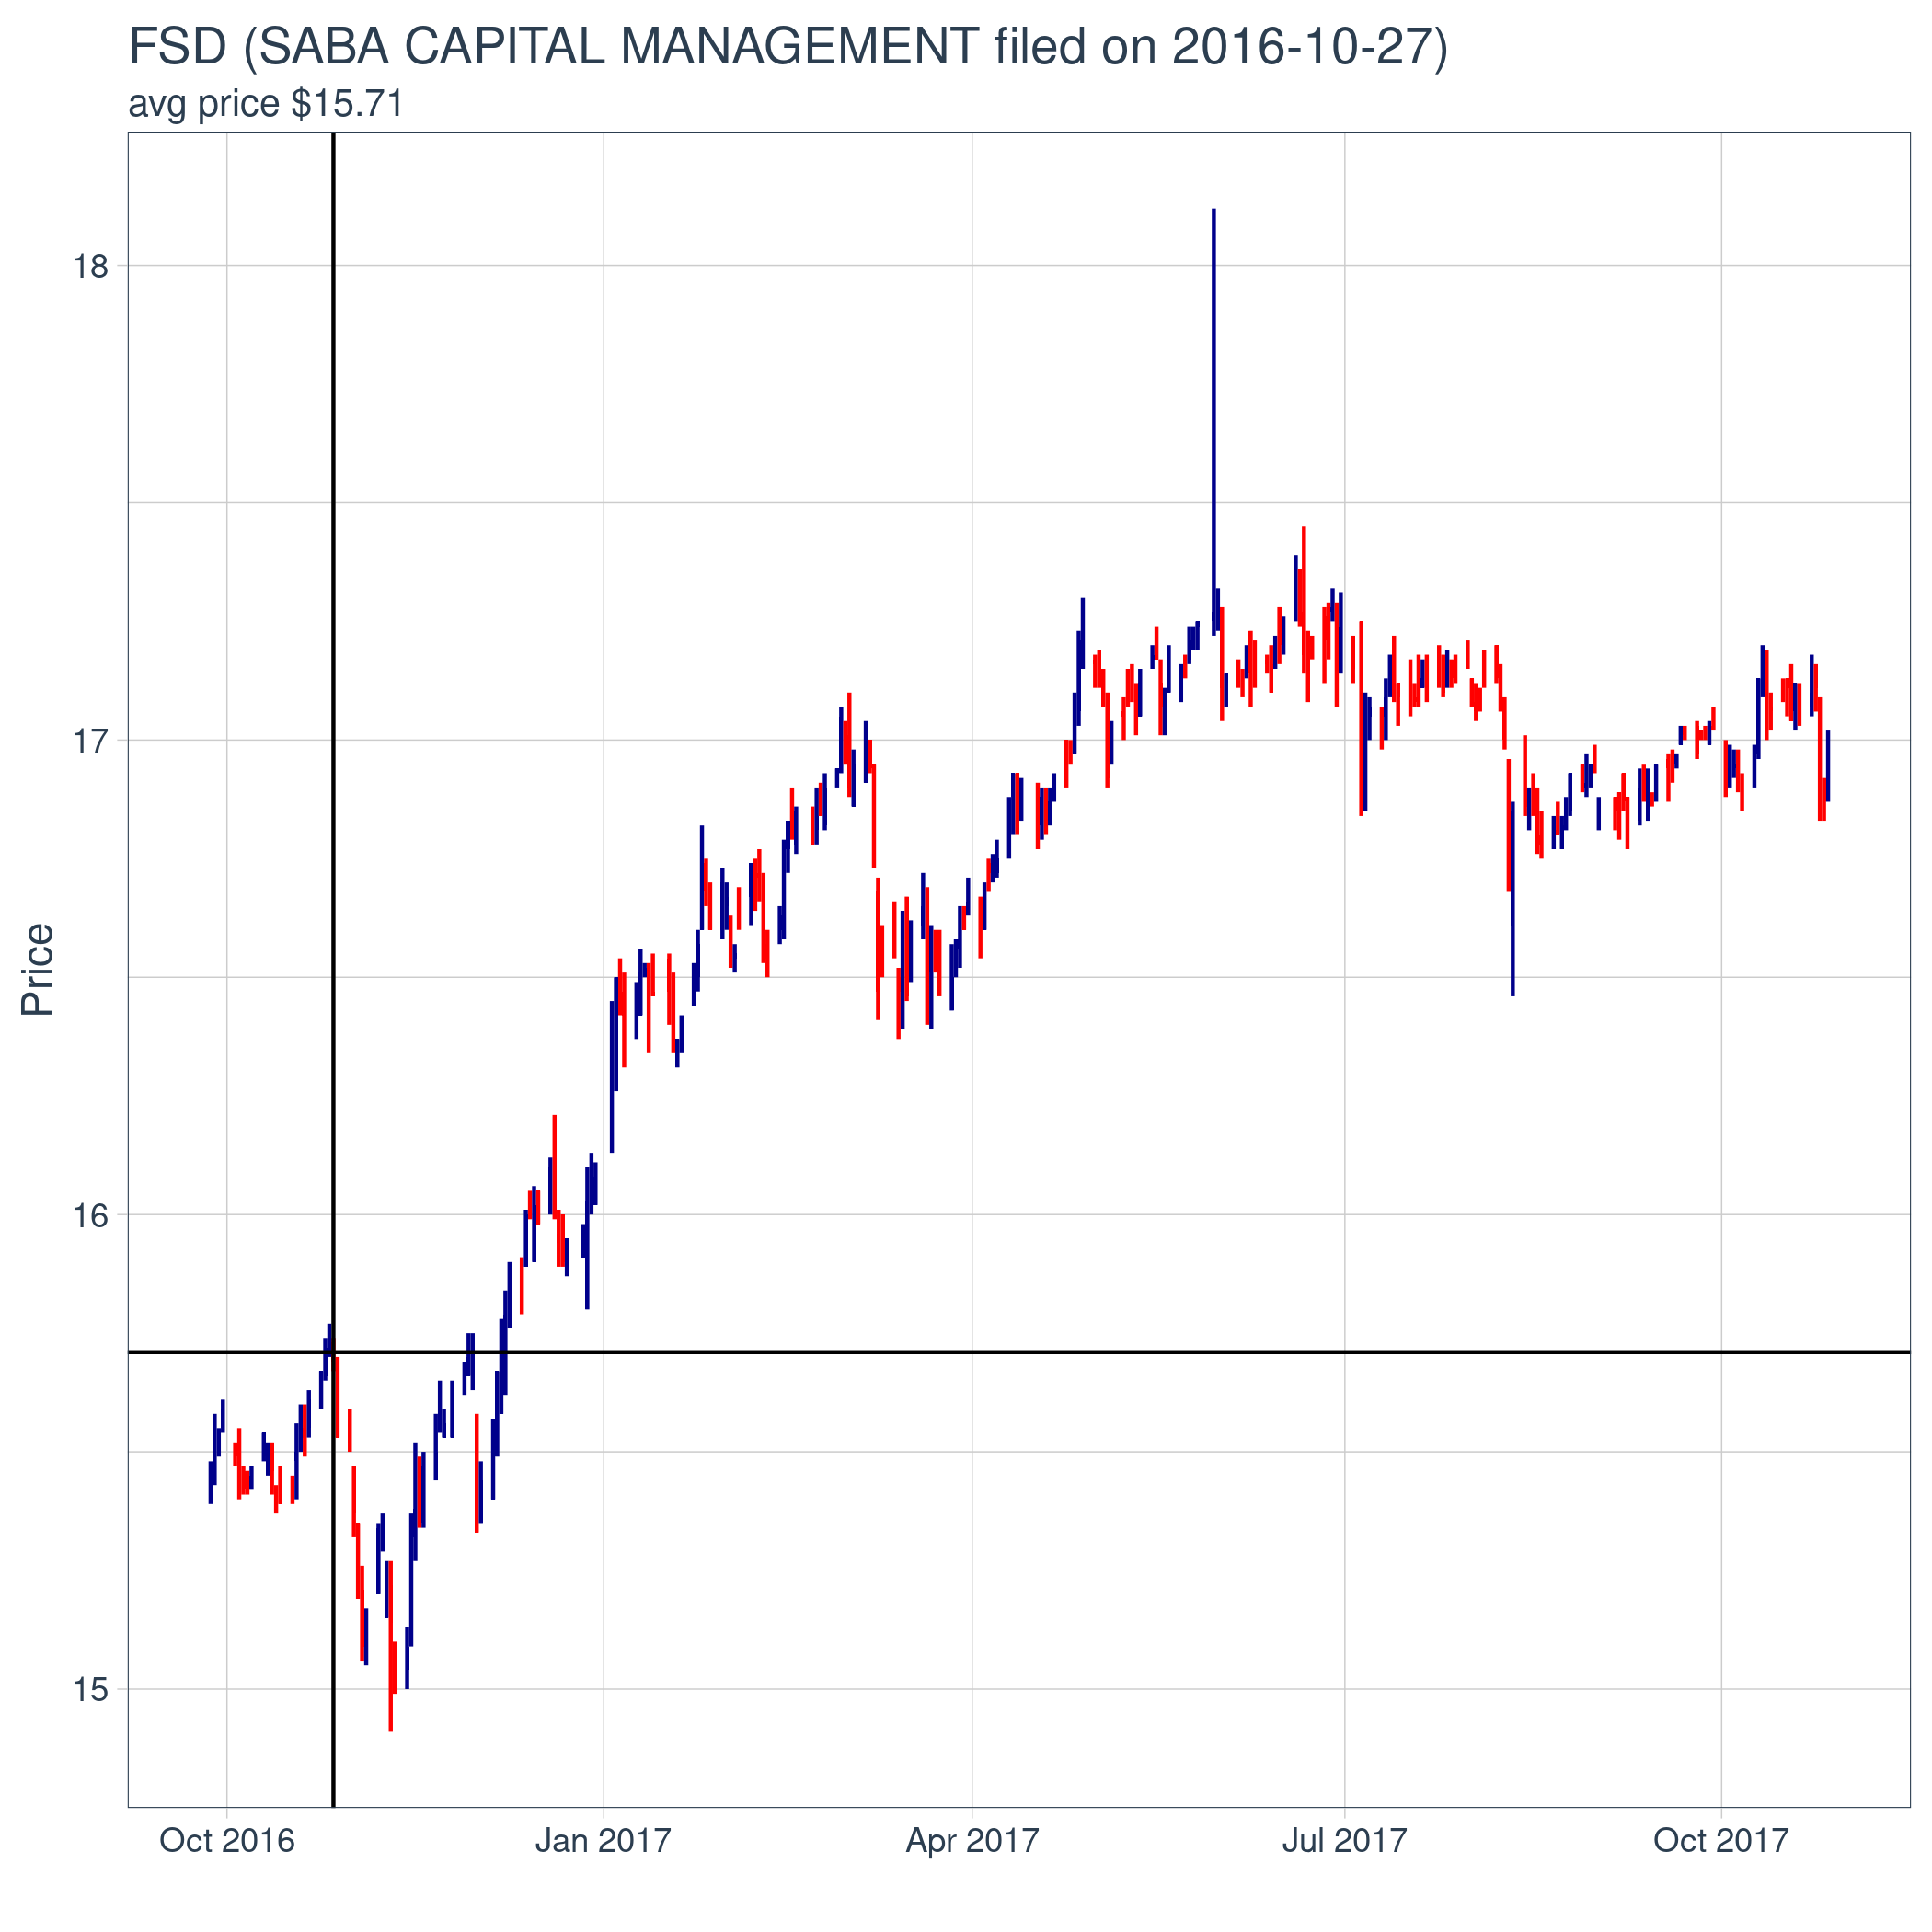 FSD (SABA CAPITAL MANAGEMENT filed on 2016-10-27)
avg price $15.71
18
17
16
15
Price
Oct 2016
Jan 2017
Apr 2017
Jul 2017
Oct 2017